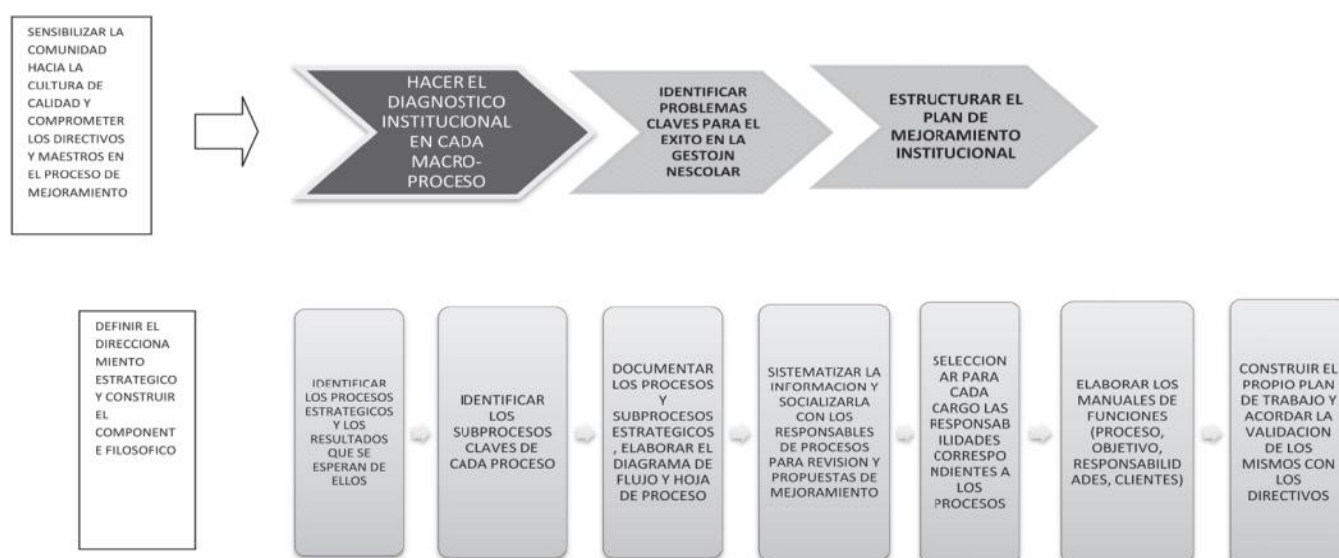 SENSIBILIZAR LA
COMUNIDAD
HACIA LA
CULTURA DE
CALIDAD Y
COMPROMETER
LOS DIRECTIVOS
Y MAESTROS EN
EL PROCESO DE
MEJORAMIENTO
HACER EL
DIAGNOSTICO
INSTITUCIONAL
EN CADA
MACRO-
PROCESO
IDENTIFICAR
PROBLEMAS
CLAVES PARA EL
EXITO EN LA
GESTOJN
NESCOLAR
ESTRUCTURAR EL
PLAN DE
MEJORAMIENTO
INSTITUCIONAL
DEFINIR EL
DIRECCIONA
MIENTO
ESTRATEGICO
Y CONSTRUIR
EL
COMPONENT
E FILOSOFICO
IDENTIFICAR
LOS PROCESOS
ESTRATEGICOS
Y LOS
RESULTADOS
QUE SE
ESPERAN DE
ELLOS
IDENTIFICAR
LOS
SUBPROCESOS
CLAVES DE
CADA PROCESO
DOCUMENTAR
LOS PROCESOS
Y
SUBPROCESOS
ESTRATEGICOS
, ELABORAR EL
DIAGRAMA DE
FLUJO Y HOJA
DE PROCESO
SISTEMATIZAR LA
INFORMACION Y
SOCIALIZARLA
CON LOS
RESPONSABLES
DE PROCESOS
PARA REVISION Y
PROPUESTAS DE
MEJORAMIENTO
SELECCION
AR PARA
CADA
CARGO LAS
RESPONSAB
ILIDADES
CORRESPO
NDIENTES A
LOS
PROCESOS
ELABORAR LOS
MANUALES DE
FUNCIONES
(PROCESO,
OBJETIVO,
RESPONSABILID
ADES, CLIENTES)
CONSTRUIR EL
PROPIO PLAN
DE TRABAJO Y
ACORDAR LA
VALIDACION
DE LOS
MISMOS CON
LOS
DIRECTIVOS